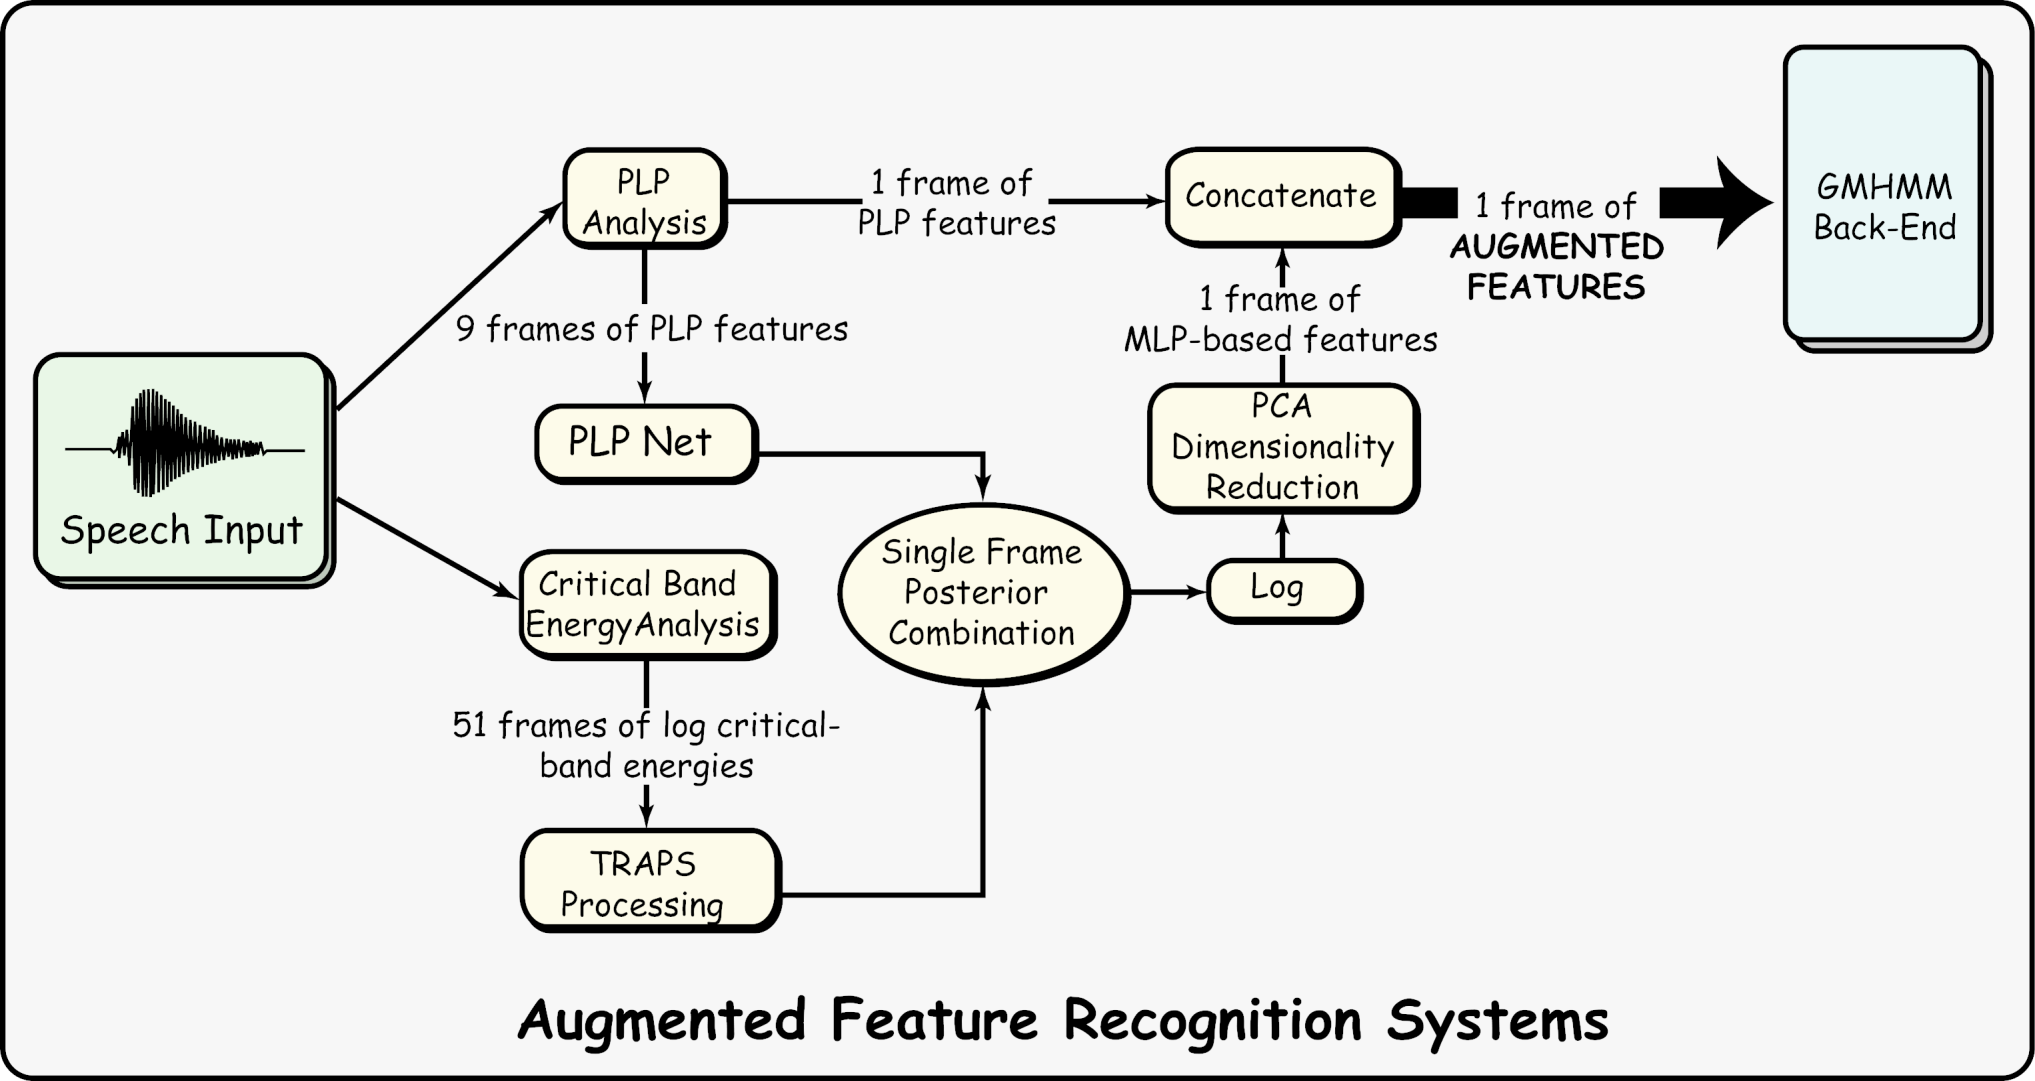 PLP
Analysis
1 frame of
PLP features
Concatenate
1 frame of
AUGMENTED
FEATURES
GMHMM
Back-End
9 frames of PLP features
1 frame of
MLP-based features
PLP Net
PCA
Dimensionality
Reduction
Speech Input
Critical Band
EnergyAnalysis
Single Frame
Posterior
Combination
Log
51 frames of log critical-
band energies
TRAPS
Processing
Augmented Feature Recognition Systems